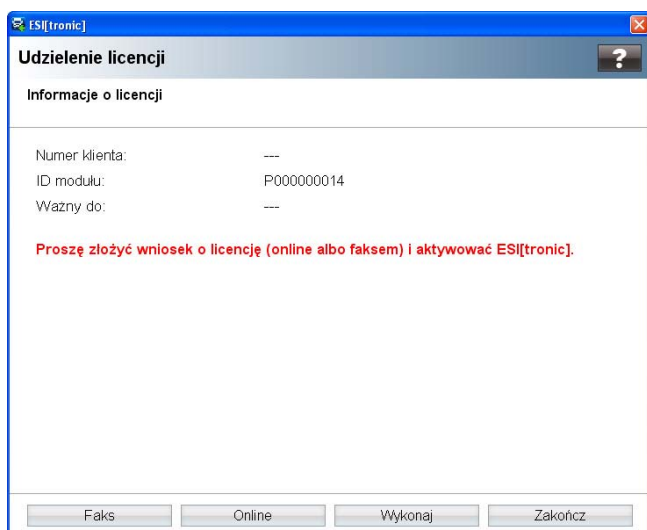 ESI[tronic]
Udzielenie licencji
?
Informacje o licencji
Numer klienta: ---
ID modułu: P000000014
Ważny do: ---
Proszę złożyć wniosek o licencję (online albo faksem) i aktywować ESI[tronic].
Faks Online Wykonaj Zakończ